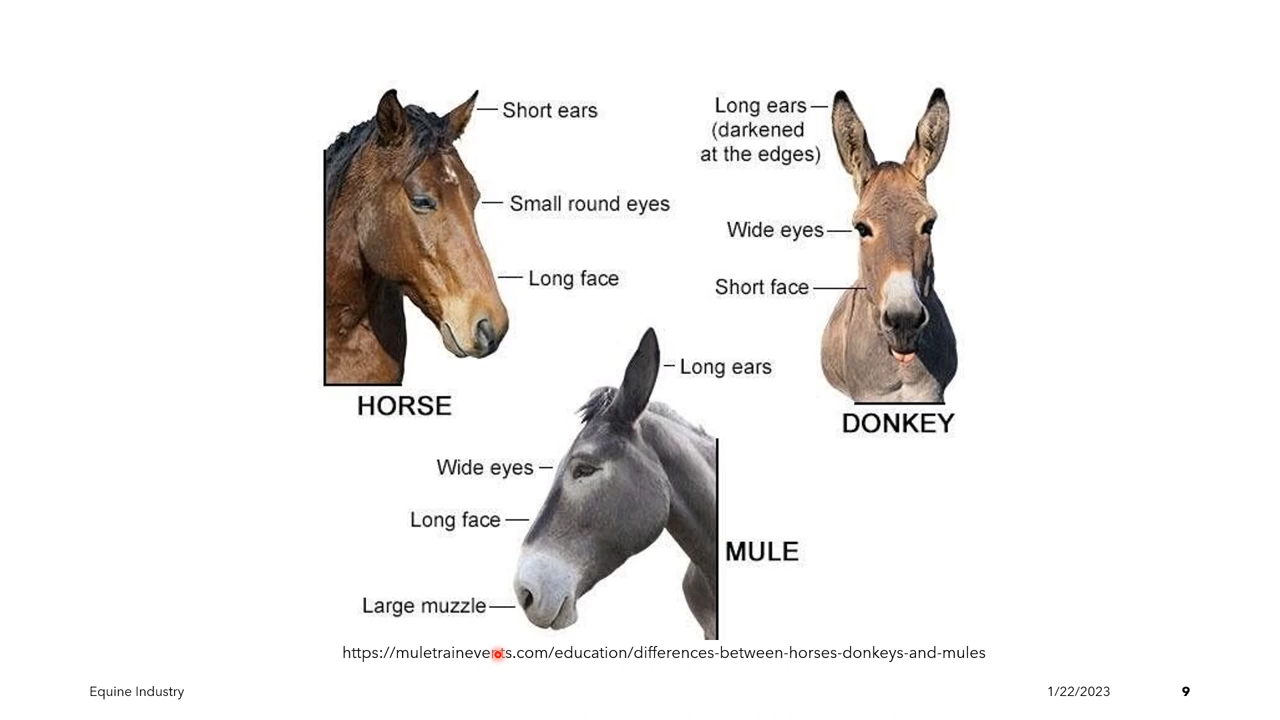 Short ears
Small round eyes
Long face
HORSE
Long ears
(darkened
at the edges)
Wide eyes
Short face
DONKEY
Long ears
Wide eyes
Long face
Large muzzle
MULE
https://muletrainevents.com/education/differences-between-horses-donkeys-and-mules
Equine Industry
1/22/2023
9